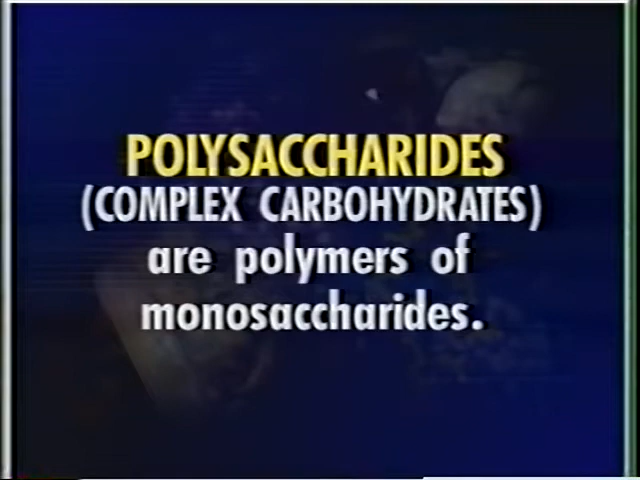 POLYSACCHARIDES
(COMPLEX CARBOHYDRATES)
are polymers of
monosaccharides.